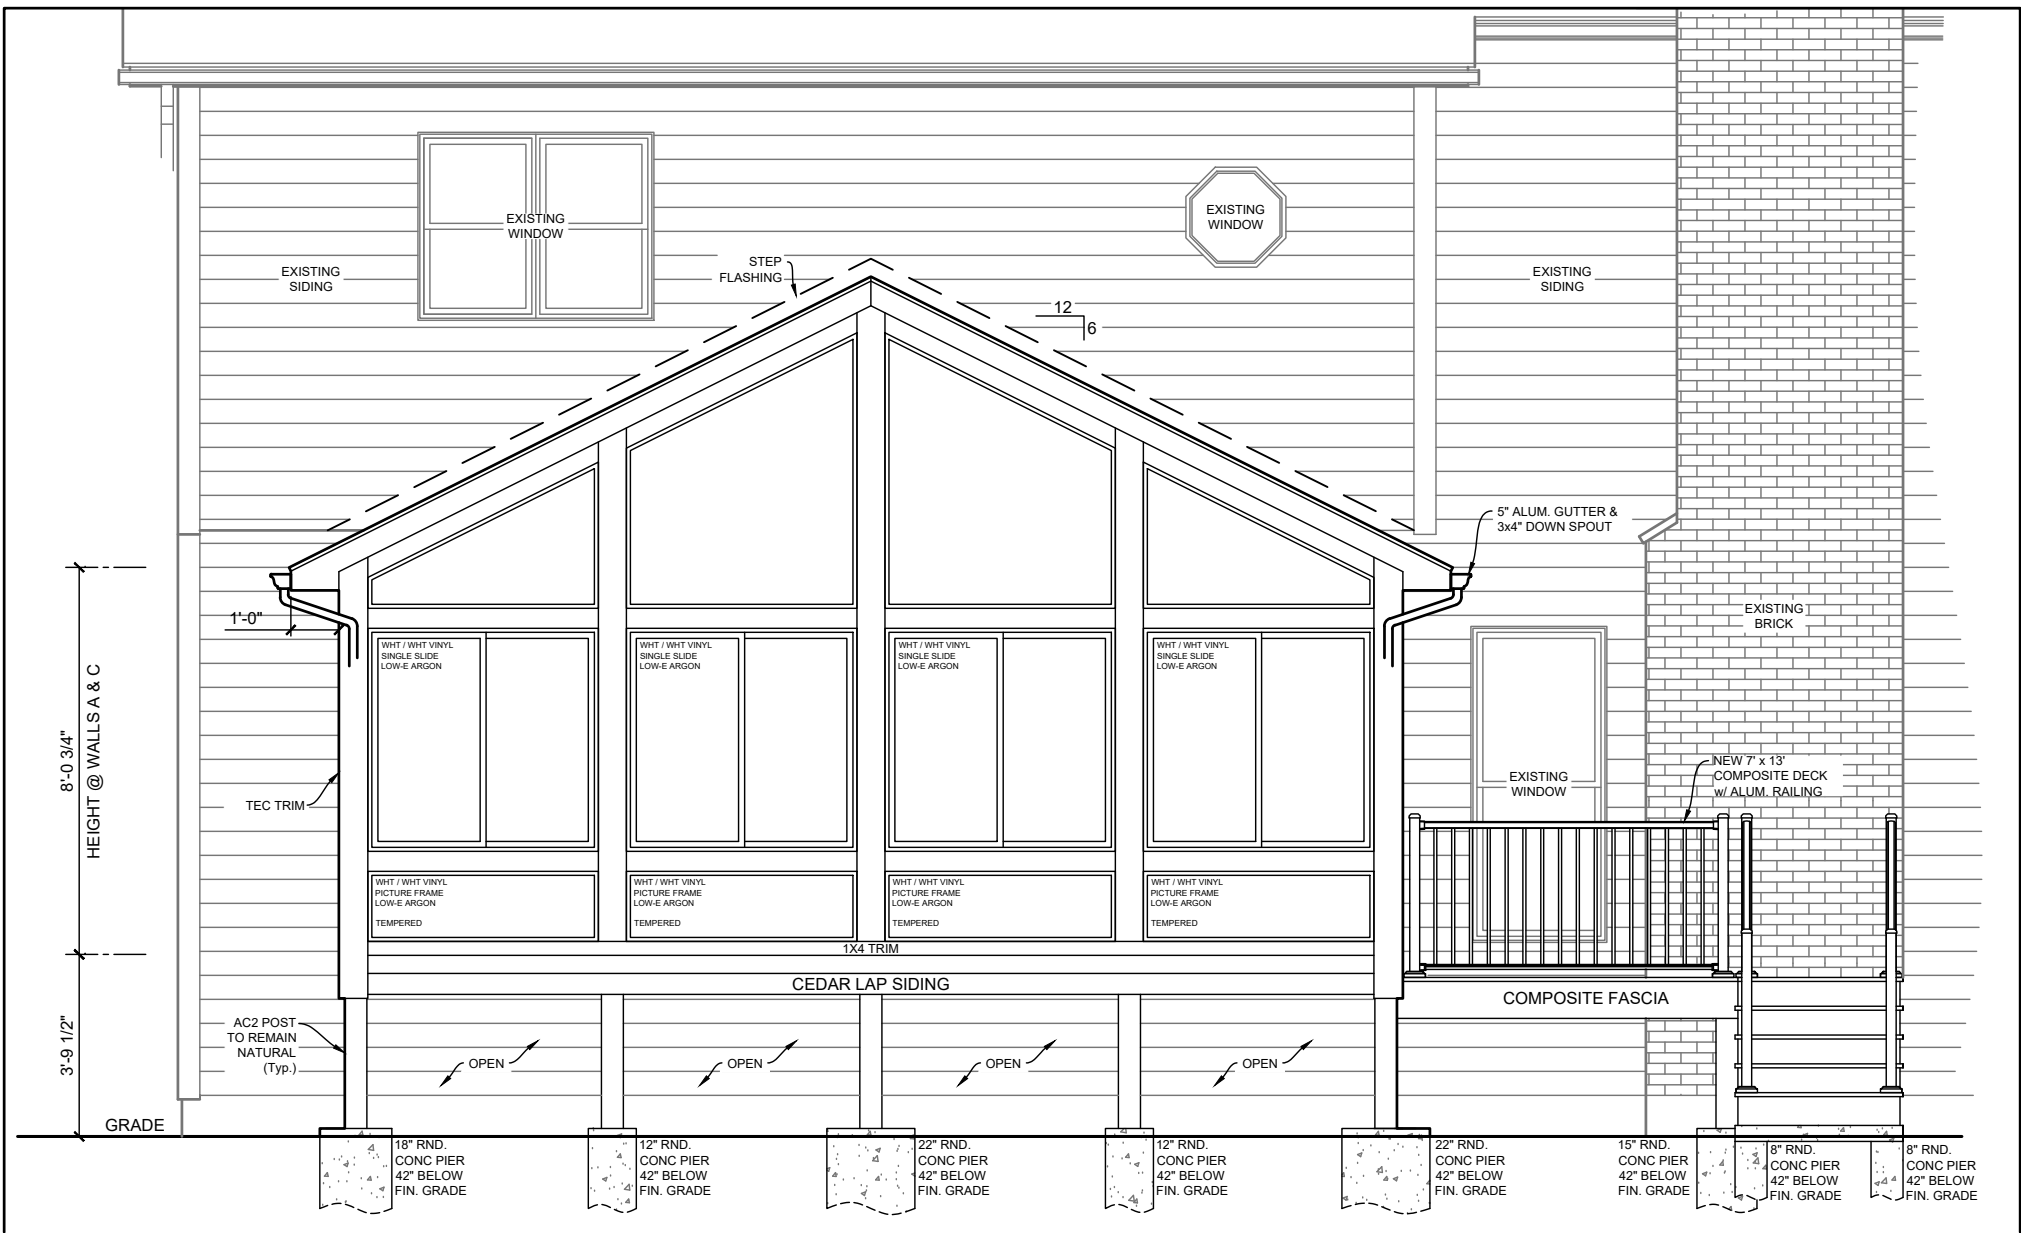 EXISTING
WINDOW
EXISTING
WINDOW
EXISTING
SIDING
STEP
FLASHING
EXISTING
SIDING
12
6
5" ALUM. GUTTER &
3x4" DOWN SPOUT
1'-0"
EXISTING
BRICK
WHT / WHT VINYL
SINGLE SLIDE
LOW-E ARGON
WHT / WHT VINYL
SINGLE SLIDE
LOW-E ARGON
WHT / WHT VINYL
SINGLE SLIDE
LOW-E ARGON
WHT / WHT VINYL
SINGLE SLIDE
LOW-E ARGON
8'-0 3/4"
HEIGHT @ WALLS A & C
TEC TRIM
EXISTING
WINDOW
NEW 7' x 13'
COMPOSITE DECK
w/ ALUM. RAILING
WHT / WHT VINYL
PICTURE FRAME
LOW-E ARGON
TEMPERED
WHT / WHT VINYL
PICTURE FRAME
LOW-E ARGON
TEMPERED
WHT / WHT VINYL
PICTURE FRAME
LOW-E ARGON
TEMPERED
WHT / WHT VINYL
PICTURE FRAME
LOW-E ARGON
TEMPERED
1X4 TRIM
CEDAR LAP SIDING
COMPOSITE FASCIA
3'-9 1/2"
AC2 POST
TO REMAIN
NATURAL
(Typ.)
OPEN
OPEN
OPEN
OPEN
GRADE
18" RND.
CONC PIER
42" BELOW
FIN. GRADE
12" RND.
CONC PIER
42" BELOW
FIN. GRADE
22" RND.
CONC PIER
42" BELOW
FIN. GRADE
12" RND.
CONC PIER
42" BELOW
FIN. GRADE
22" RND.
CONC PIER
42" BELOW
FIN. GRADE
15" RND.
CONC PIER
42" BELOW
FIN. GRADE
8" RND.
CONC PIER
42" BELOW
FIN. GRADE
8" RND.
CONC PIER
42" BELOW
FIN. GRADE